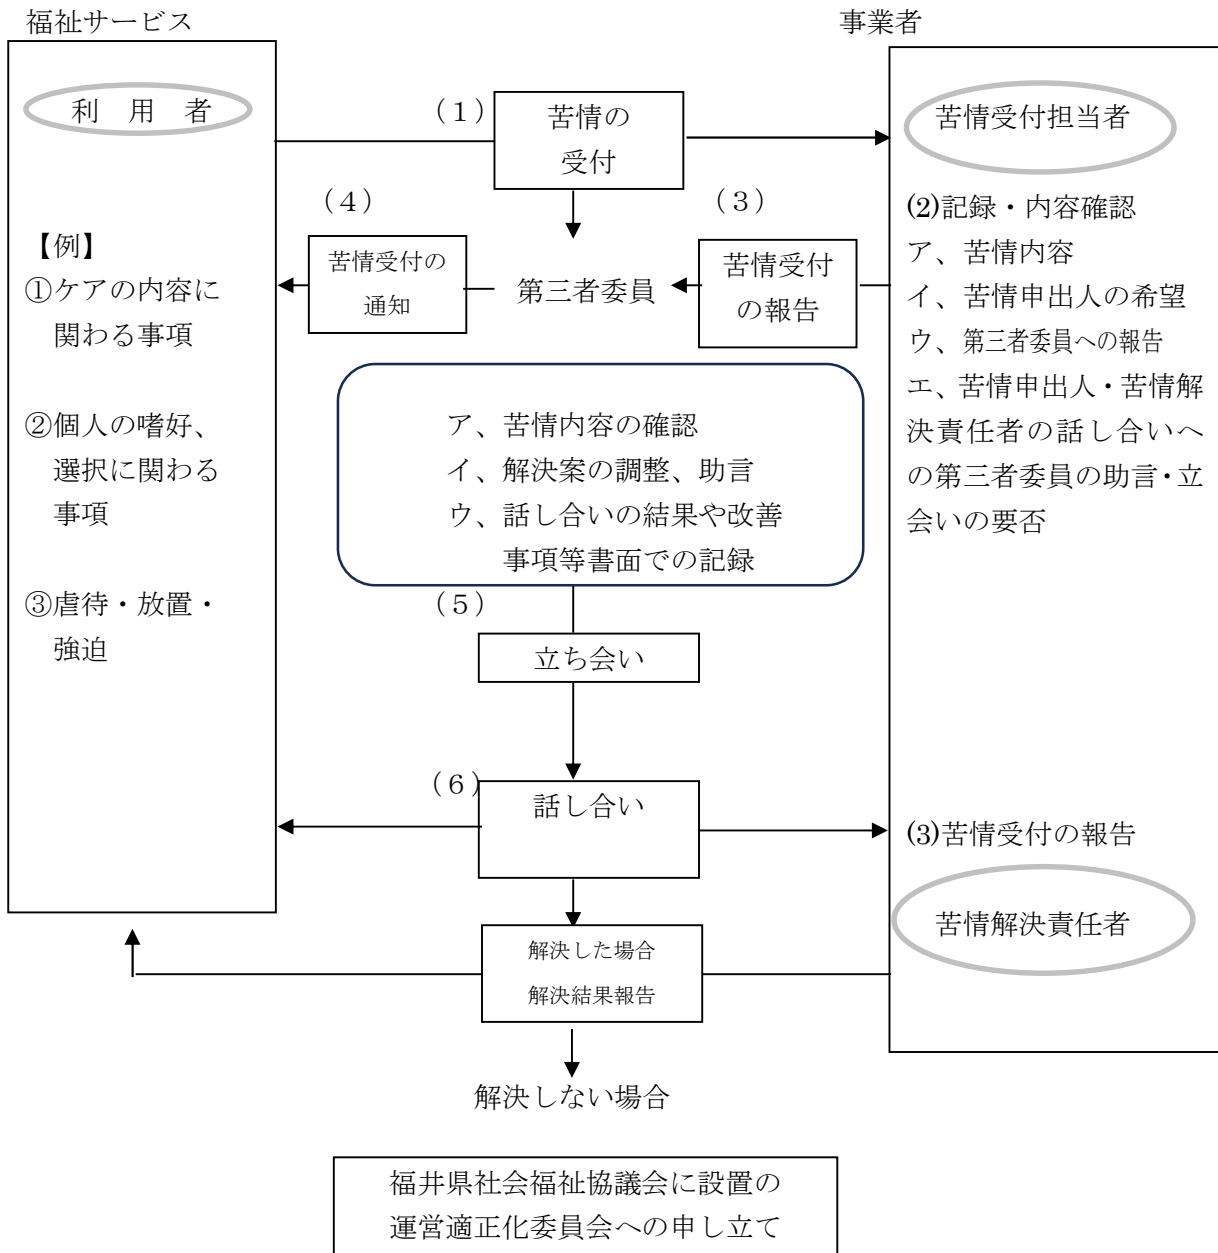 福祉サービス
利　用　者
【例】
①ケアの内容に
関わる事項
②個人の嗜好、
選択に関わる
事項
③虐待・放置・
強迫
（１）
苦情の
受付
（４）
苦情受付の
通知
第三者委員
（３）
苦情受付
の報告
ア、苦情内容の確認
イ、解決案の調整、助言
ウ、話し合いの結果や改善
事項等書面での記録
（５）
立ち会い
（６）
話し合い
解決した場合
解決結果報告
解決しない場合
福井県社会福祉協議会に設置の
運営適正化委員会への申し立て
事業者
苦情受付担当者
(2)記録・内容確認
ア、苦情内容
イ、苦情申出人の希望
ウ、第三者委員への報告
エ、苦情申出人・苦情解
決責任者の話し合いへ
の第三者委員の助言・立
会いの要否
(3)苦情受付の報告
苦情解決責任者